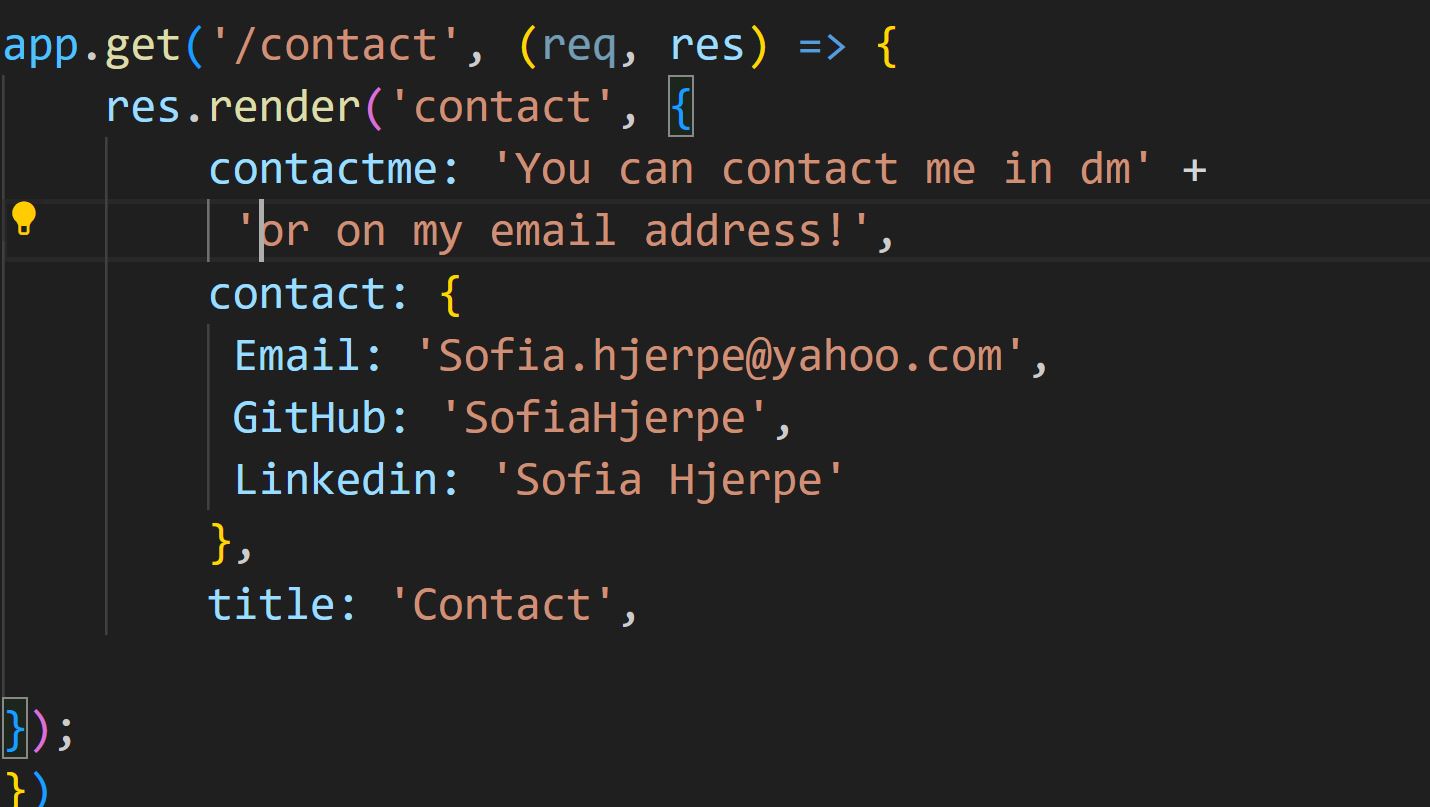 app.get('/contact', (req, res) => {
res.render('contact', {
contactme: 'You can contact me in dm' +
'or on my email address!',
contact: {
Email: 'Sofia.hjerpe@yahoo.com',
GitHub: 'SofiaHjerpe',
Linkedin: 'Sofia Hjerpe'
},
title: 'Contact',
});
})